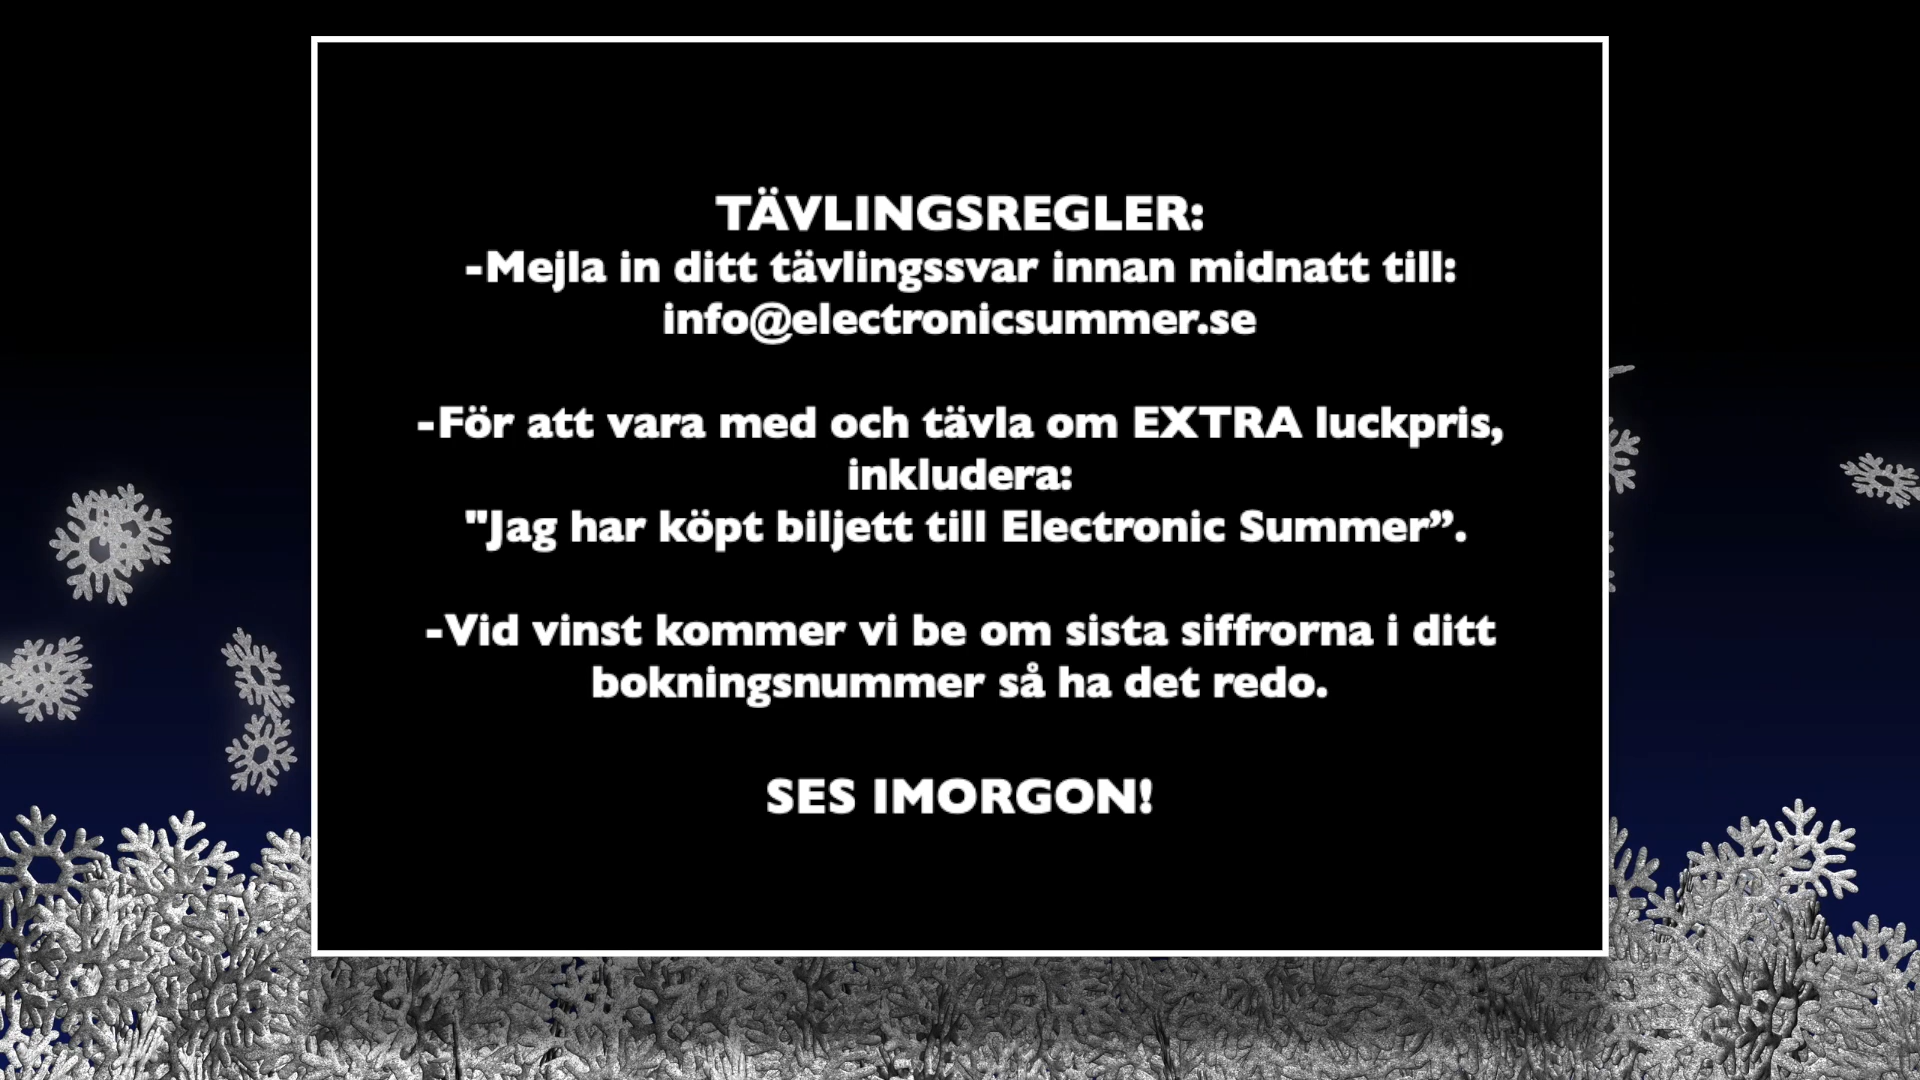 TÄVLINGSREGLER:
-Mejla in ditt tävlingssvar innan midnatt till:
info@electronicsummer.se
-För att vara med och tävla om EXTRA luckpris,
inkludera:
"Jag har köpt biljett till Electronic Summer”.
-Vid vinst kommer vi be om sista siffrorna i ditt
bokningsnummer så ha det redo.
SES IMORGON!